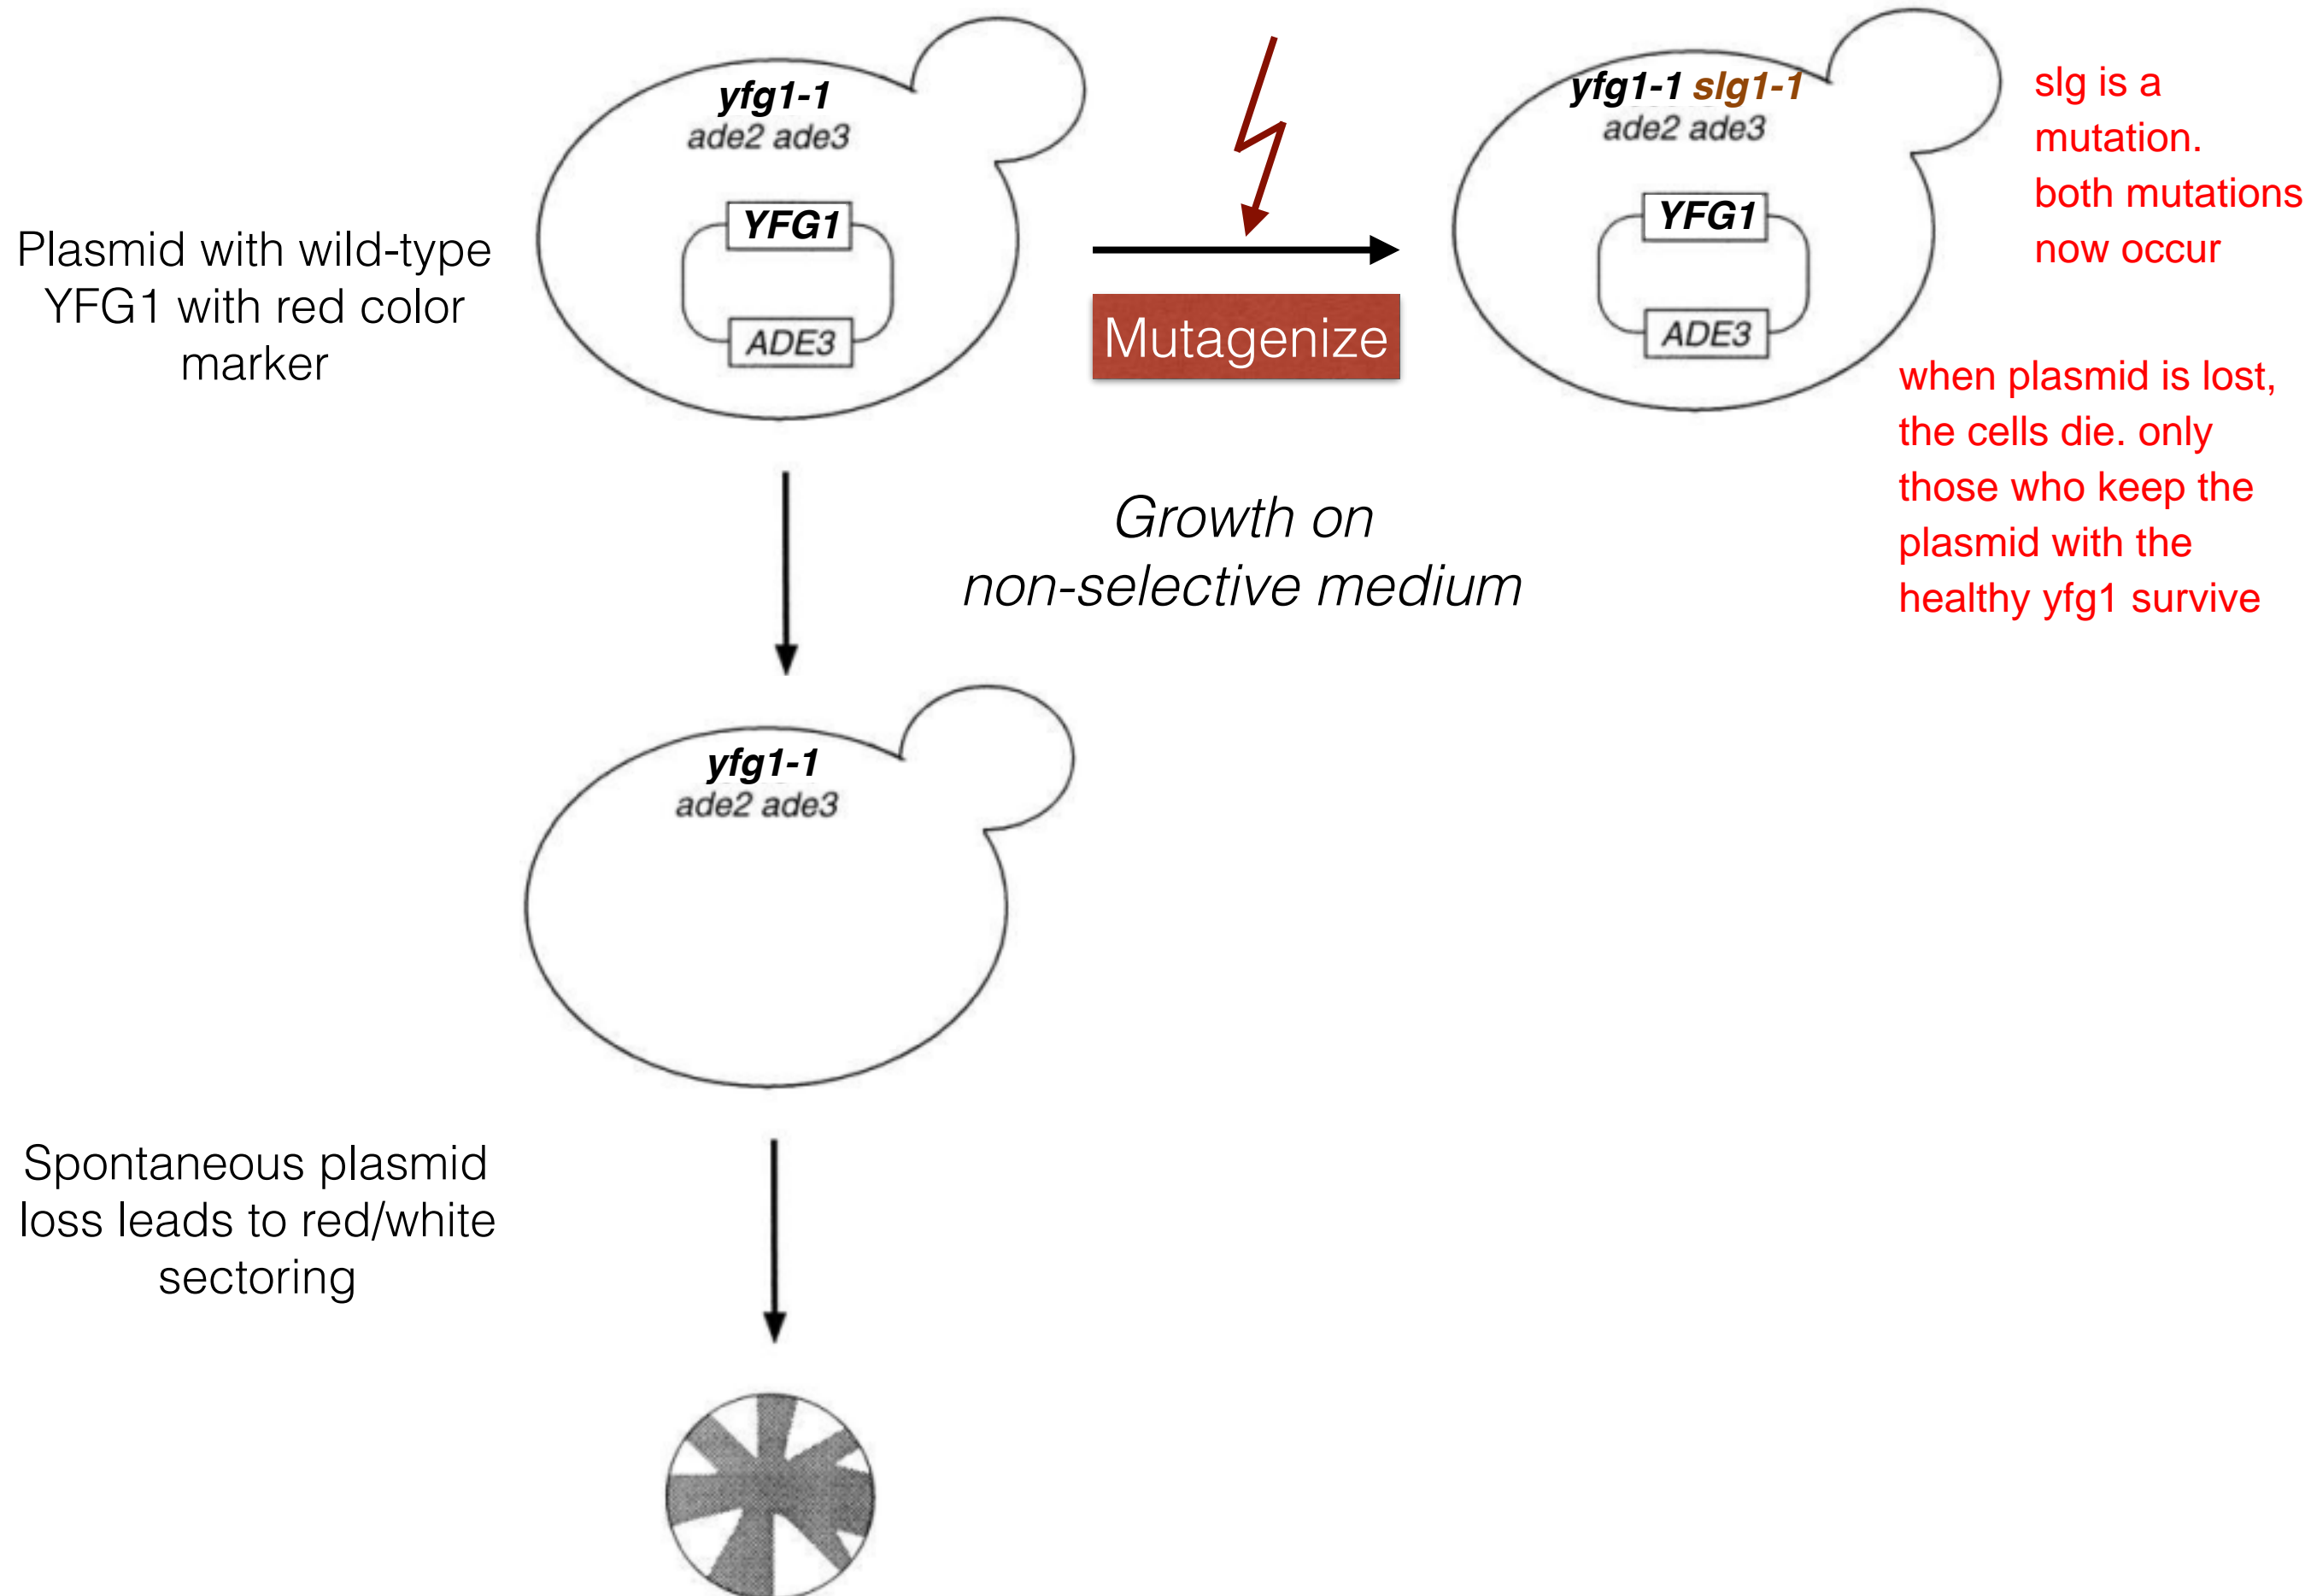 yfg1-1
ade2 ade3
YFG1
ADE3
Plasmid with wild-type
YFG1 with red color
marker
Mutagenize
yfg1-1 slg1-1
ade2 ade3
YFG1
ADE3
slg is a
mutation.
both mutations
now occur
when plasmid is lost,
the cells die. only
those who keep the
plasmid with the
healthy yfg1 survive
Growth on
non-selective medium
yfg1-1
ade2 ade3
Spontaneous plasmid
loss leads to red/white
sectoring